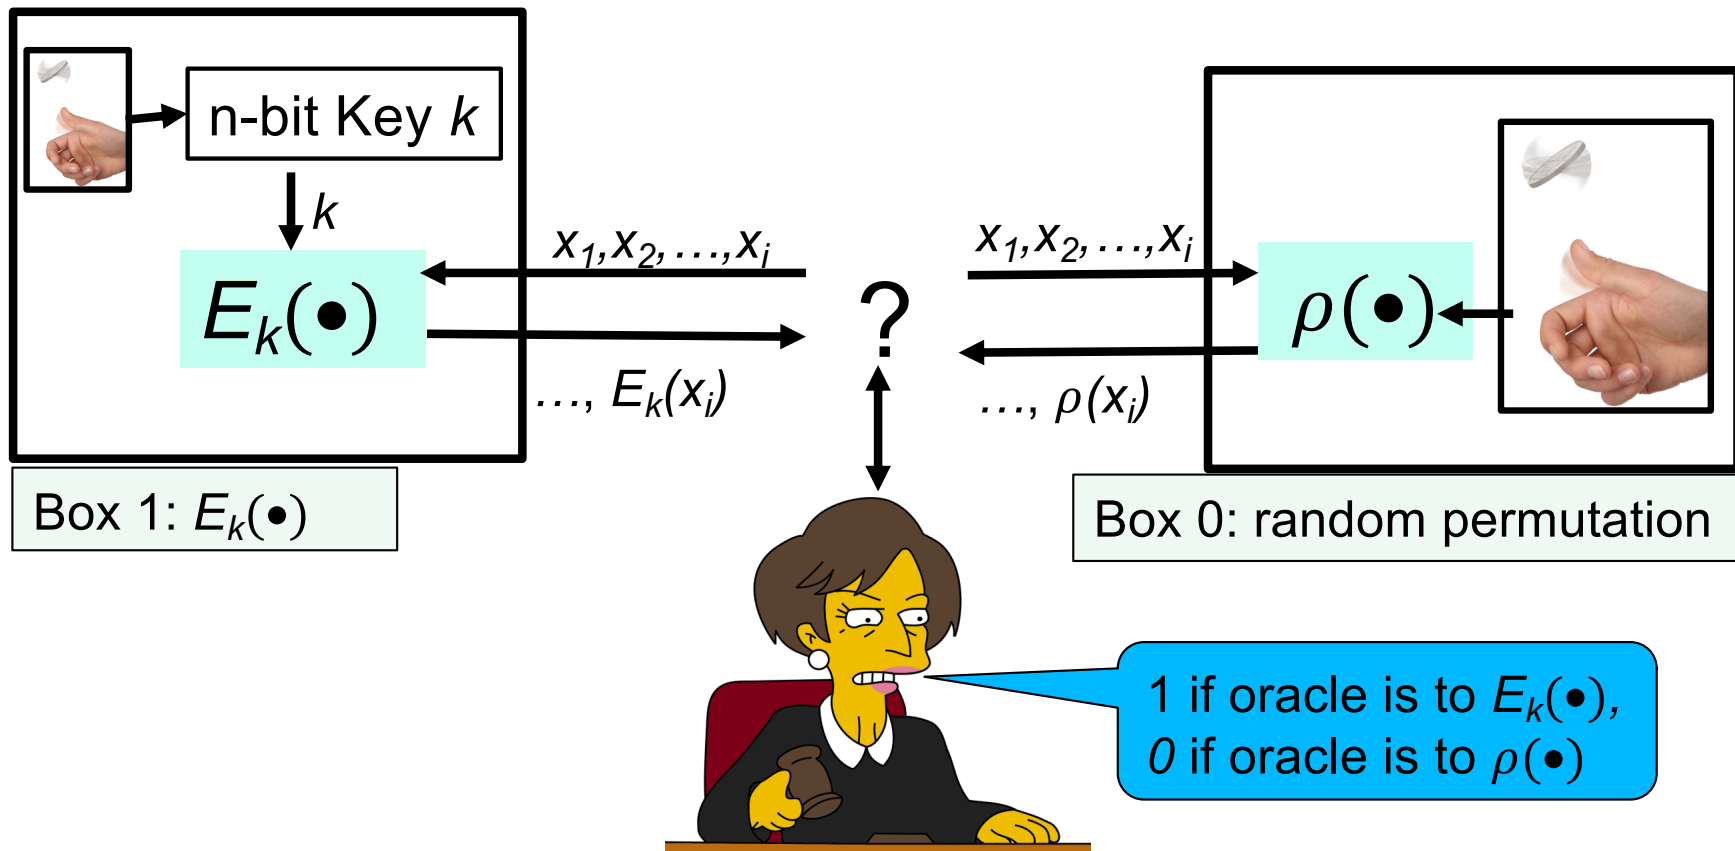 n-bit Key k
k
x₁,x₂,…,xᵢ
Eₖ(●)
…, Eₖ(xᵢ)
Box 1: Eₖ(●)
?
x₁,x₂,…,xᵢ
ρ(●)
…, ρ(xᵢ)
Box 0: random permutation
1 if oracle is to Eₖ(●),
0 if oracle is to ρ(●)